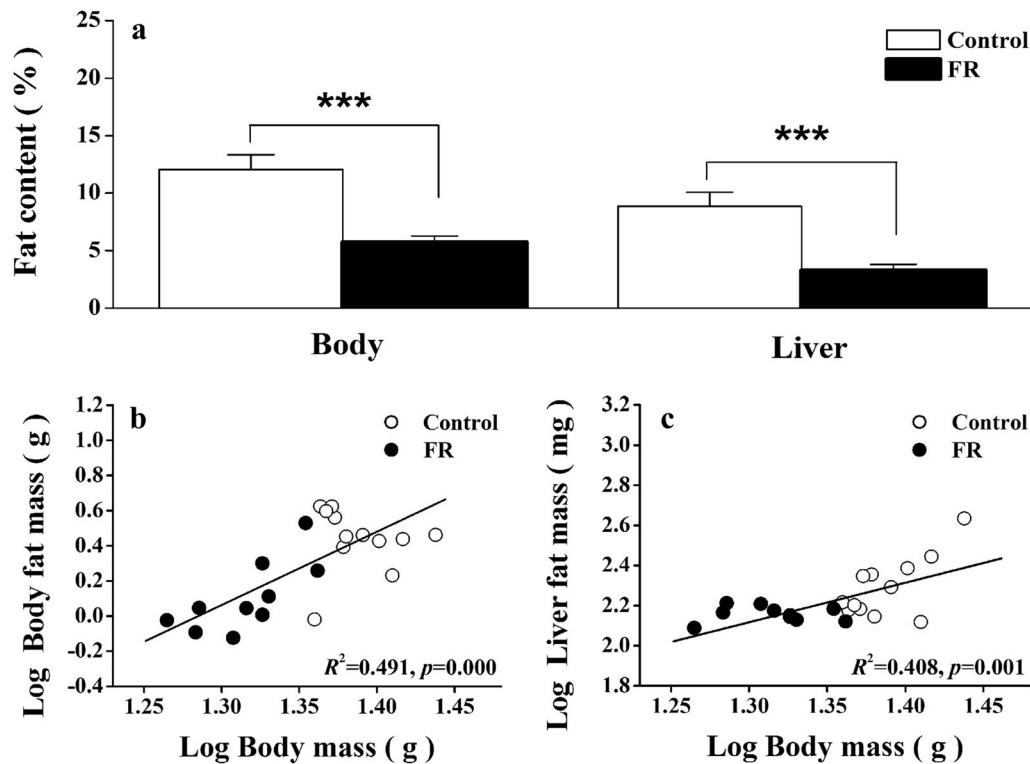 a
Fat content ( % )
25
20
15
10
5
0
Control
FR
***
***
Body
Liver
b
Log Body fat mass ( g )
1.2
1.0
0.8
0.6
0.4
0.2
0.0
-0.2
-0.4
Control
FR
R²=0.491, p=0.000
1.25
1.30
1.35
1.40
1.45
Log Body mass ( g )
c
Log Liver fat mass ( mg )
3.2
3.0
2.8
2.6
2.4
2.2
2.0
1.8
Control
FR
R²=0.408, p=0.001
1.25
1.30
1.35
1.40
1.45
Log Body mass ( g )